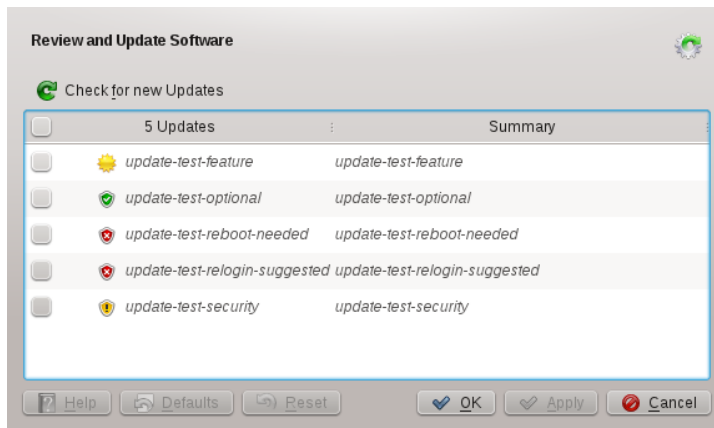 Review and Update Software
Check for new Updates
5 Updates Summary
update-test-feature update-test-feature
update-test-optional update-test-optional
update-test-reboot-needed update-test-reboot-needed
update-test-relogin-suggested update-test-relogin-suggested
update-test-security update-test-security
Help Defaults Reset OK Apply Cancel